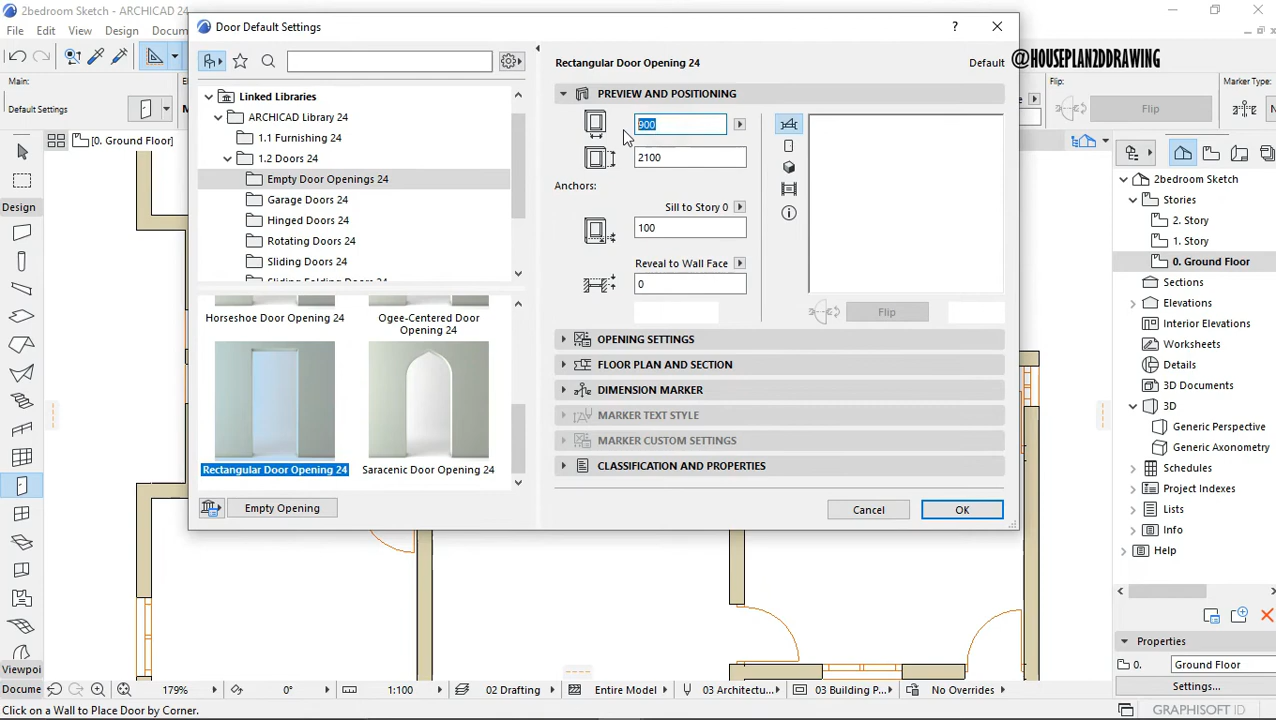 2bedroom Sketch - ARCHICAD 24
File Edit View Design Docum
Main:
Default Settings
[0. Ground Floor]
Design
Viewpoi
Docume
Door Default Settings
?
Linked Libraries
ARCHICAD Library 24
1.1 Furnishing 24
1.2 Doors 24
Empty Door Openings 24
Garage Doors 24
Hinged Doors 24
Rotating Doors 24
Sliding Doors 24
Sliding Folding Doors 24
Horseshoe Door Opening 24
Ogee-Centered Door Opening 24
Rectangular Door Opening 24
Saracenic Door Opening 24
Empty Opening
Rectangular Door Opening 24
Default
PREVIEW AND POSITIONING
900
2100
Anchors:
Sill to Story 0
100
Reveal to Wall Face
0
Flip
OPENING SETTINGS
FLOOR PLAN AND SECTION
DIMENSION MARKER
MARKER TEXT STYLE
MARKER CUSTOM SETTINGS
CLASSIFICATION AND PROPERTIES
Cancel
OK
@HOUSEPLAN2DDRAWING
Flip:
Marker Type:
Flip
2bedroom Sketch
Stories
2. Story
1. Story
0. Ground Floor
Sections
Elevations
Interior Elevations
Worksheets
Details
3D Documents
3D
Generic Perspective
Generic Axonometry
Schedules
Project Indexes
Lists
Info
Help
Properties
0.
Ground Floor
Settings...
179%
0°
1:100
02 Drafting
Entire Model
03 Architectu...
03 Building P...
No Overrides
Click on a Wall to Place Door by Corner.
GRAPHISOFT ID